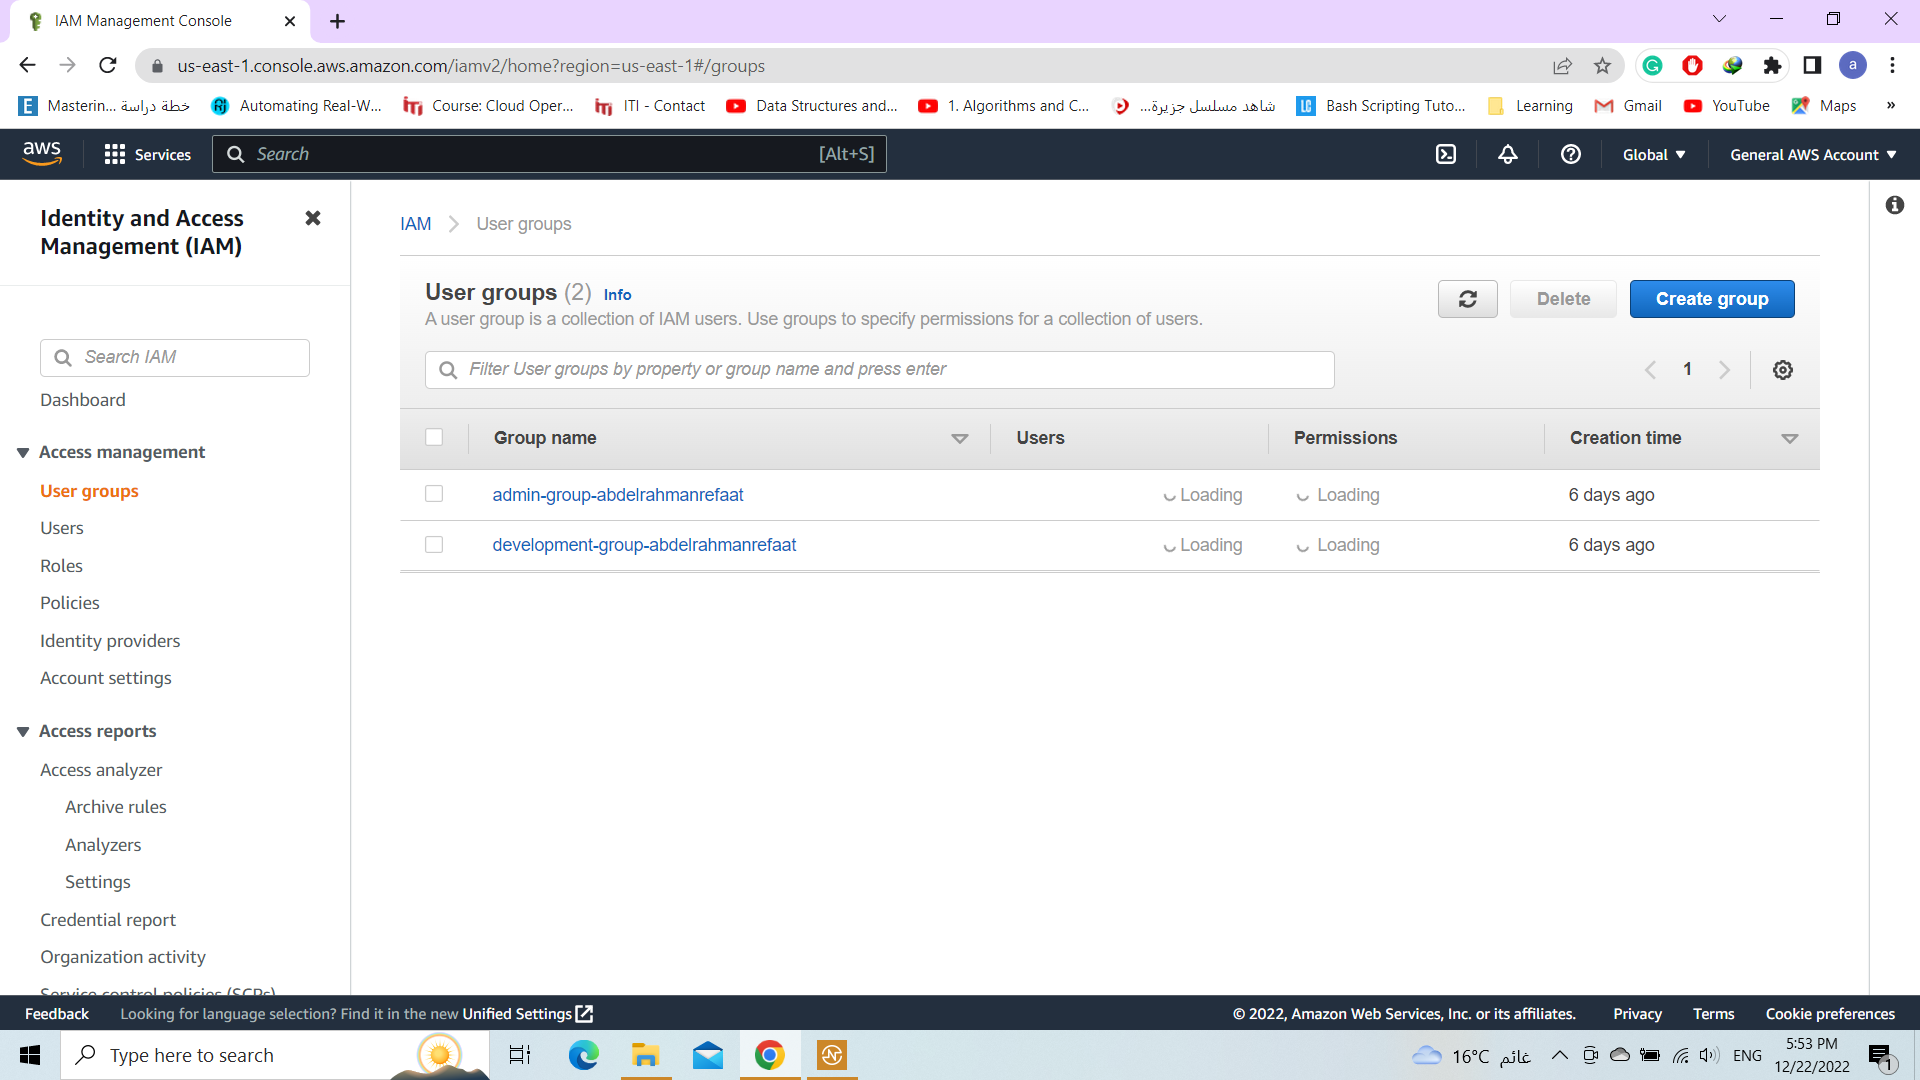 IAM Management Console
us-east-1.console.aws.amazon.com/iamv2/home?region=us-east-1#/groups
a
E Masterin... خطة دراسة
Automating Real-W...
Course: Cloud Oper...
ITI - Contact
Data Structures and...
1. Algorithms and C...
شاهد مسلسل جزيرة...
LC Bash Scripting Tuto...
Learning
Gmail
YouTube
Maps
»
aws
Services
Search
[Alt+S]
Global
General AWS Account
Identity and Access
Management (IAM)
Search IAM
Dashboard
Access management
User groups
Users
Roles
Policies
Identity providers
Account settings
Access reports
Access analyzer
Archive rules
Analyzers
Settings
Credential report
Organization activity
Service control policies (SCPs)
IAM
User groups
User groups (2) Info
A user group is a collection of IAM users. Use groups to specify permissions for a collection of users.
Delete
Create group
Filter User groups by property or group name and press enter
1
Group name Users Permissions Creation time
admin-group-abdelrahmanrefaat Loading Loading 6 days ago
development-group-abdelrahmanrefaat Loading Loading 6 days ago
Feedback
Looking for language selection? Find it in the new Unified Settings
© 2022, Amazon Web Services, Inc. or its affiliates.
Privacy
Terms
Cookie preferences
Type here to search
16°C غائم
ENG
5:53 PM
12/22/2022
1